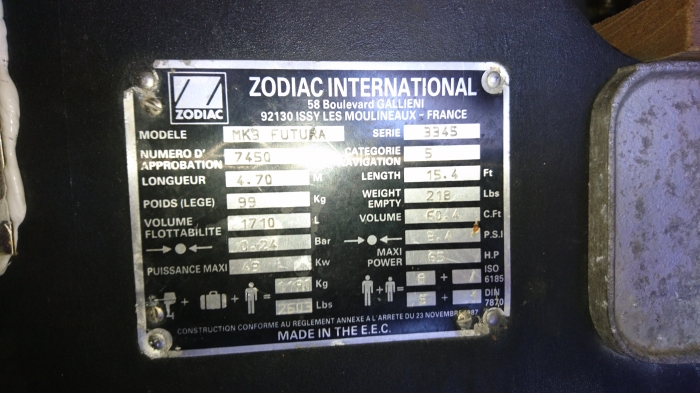 ZODIAC INTERNATIONAL
58 Boulevard GALLIENI
92130 ISSY LES MOULINEAUX - FRANCE
ZODIAC
MODELE MK3 FUTURA SERIE 3345
NUMERO D'APPROBATION 7450 CATEGORIE NAVIGATION 5
LONGUEUR 4.70 M LENGTH 15.4 Ft
POIDS (LEGE) 99 Kg WEIGHT EMPTY 218 Lbs
VOLUME FLOTTABILITE 1710 L VOLUME C.Ft
Bar P.S.I
PUISSANCE MAXI Kw MAXI POWER 65 H.P
+ + Kg + ISO 6185
Lbs + DIN 7870
CONSTRUCTION CONFORME AU REGLEMENT ANNEXE A L'ARRETE DU 23 NOVEMBRE 1987
MADE IN THE E.E.C.